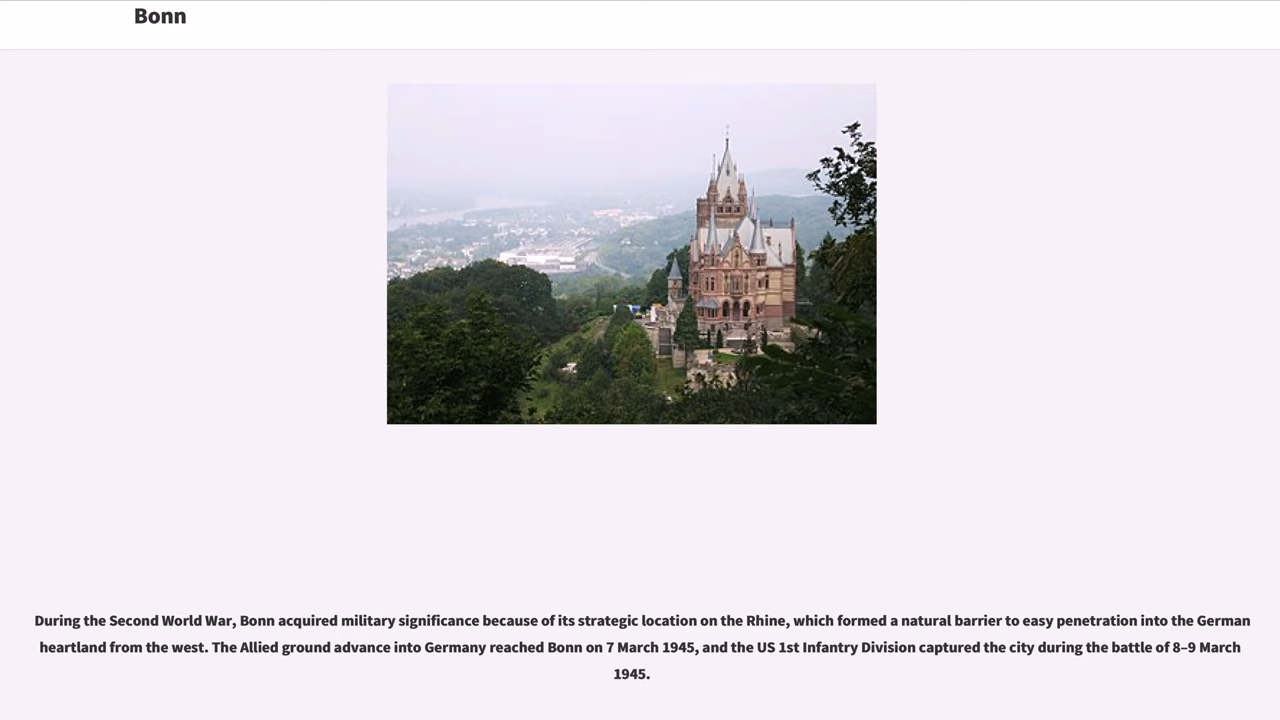 Bonn
During the Second World War, Bonn acquired military significance because of its strategic location on the Rhine, which formed a natural barrier to easy penetration into the German
heartland from the west. The Allied ground advance into Germany reached Bonn on 7 March 1945, and the US 1st Infantry Division captured the city during the battle of 8–9 March
1945.